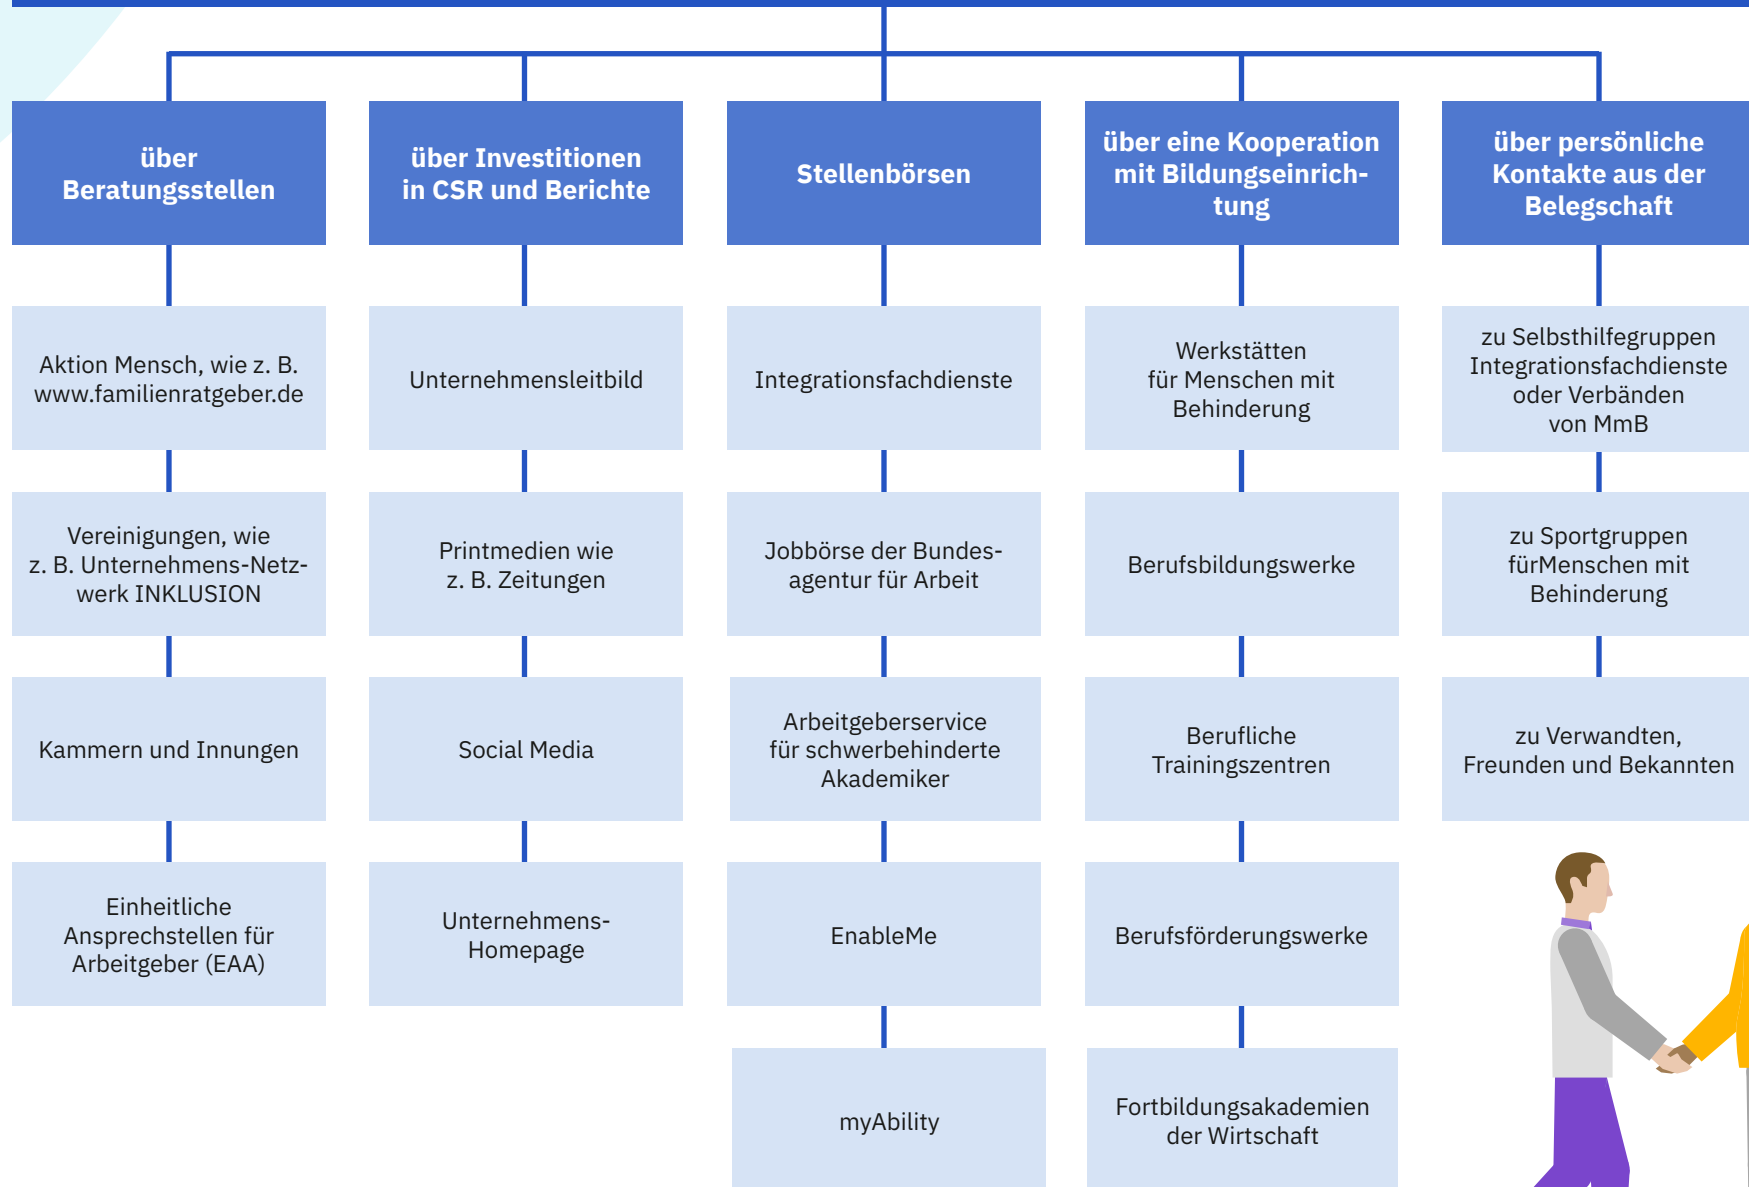 über
Beratungsstellen
Aktion Mensch, wie z. B.
www.familienratgeber.de
Vereinigungen, wie
z. B. Unternehmens-Netz-
werk INKLUSION
Kammern und Innungen
Einheitliche
Ansprechstellen für
Arbeitgeber (EAA)
über Investitionen
in CSR und Berichte
Unternehmensleitbild
Printmedien wie
z. B. Zeitungen
Social Media
Unternehmens-
Homepage
Stellenbörsen
Integrationsfachdienste
Jobbörse der Bundes-
agentur für Arbeit
Arbeitgeberservice
für schwerbehinderte
Akademiker
EnableMe
myAbility
über eine Kooperation
mit Bildungseinrich-
tung
Werkstätten
für Menschen mit
Behinderung
Berufsbildungswerke
Berufliche
Trainingszentren
Berufsförderungswerke
Fortbildungsakademien
der Wirtschaft
über persönliche
Kontakte aus der
Belegschaft
zu Selbsthilfegruppen
Integrationsfachdienste
oder Verbänden
von MmB
zu Sportgruppen
fürMenschen mit
Behinderung
zu Verwandten,
Freunden und Bekannten